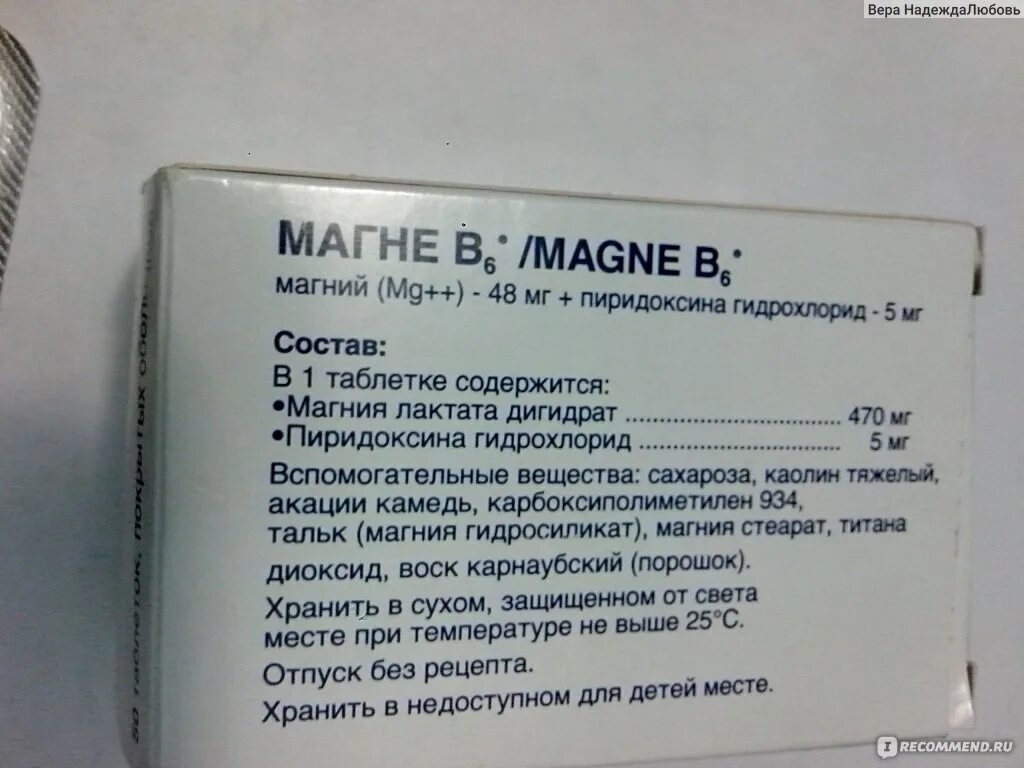 Вера НадеждаЛюбовь
МАГНЕ В6 /MAGNE B6
магний (Mg++) - 48 мг + пиридоксина гидрохлорид - 5 мг
Состав:
В 1 таблетке содержится:
•Магния лактата дигидрат ................................ 470 мг
•Пиридоксина гидрохлорид .............................. 5 мг
Вспомогательные вещества: сахароза, каолин тяжелый,
акации камедь, карбоксиполиметилен 934,
тальк (магния гидросиликат), магния стеарат, титана
диоксид, воск карнаубский (порошок).
Хранить в сухом, защищенном от света
месте при температуре не выше 25°С.
Отпуск без рецепта.
Хранить в недоступном для детей месте.
50 таблеток, покрытых
IRECOMMEND.RU